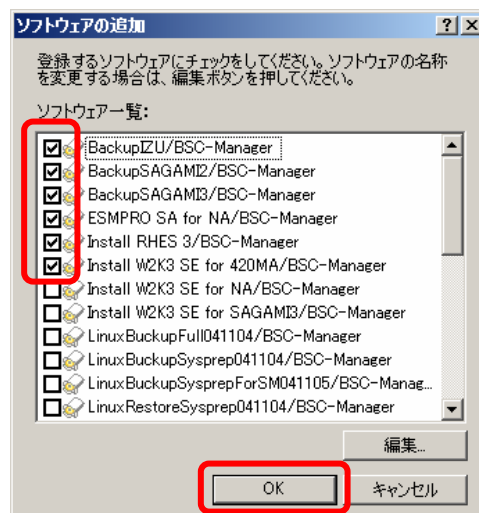 ソフトウェアの追加
登録するソフトウェアにチェックをしてください。ソフトウェアの名称
を変更する場合は、編集ボタンを押してください。
ソフトウェア一覧:
BackupIZU/BSC-Manager
BackupSAGAMI2/BSC-Manager
BackupSAGAMI3/BSC-Manager
ESMPRO SA for NA/BSC-Manager
Install RHES 3/BSC-Manager
Install W2K3 SE for 420MA/BSC-Manager
Install W2K3 SE for NA/BSC-Manager
Install W2K3 SE for SAGAMI3/BSC-Manager
LinuxBackupFull041104/BSC-Manager
LinuxBackupSysprep041104/BSC-Manager
LinuxBackupSysprepForSM041105/BSC-Manag...
LinuxRestoreSysprep041104/BSC-Manager
編集...
OK
キャンセル